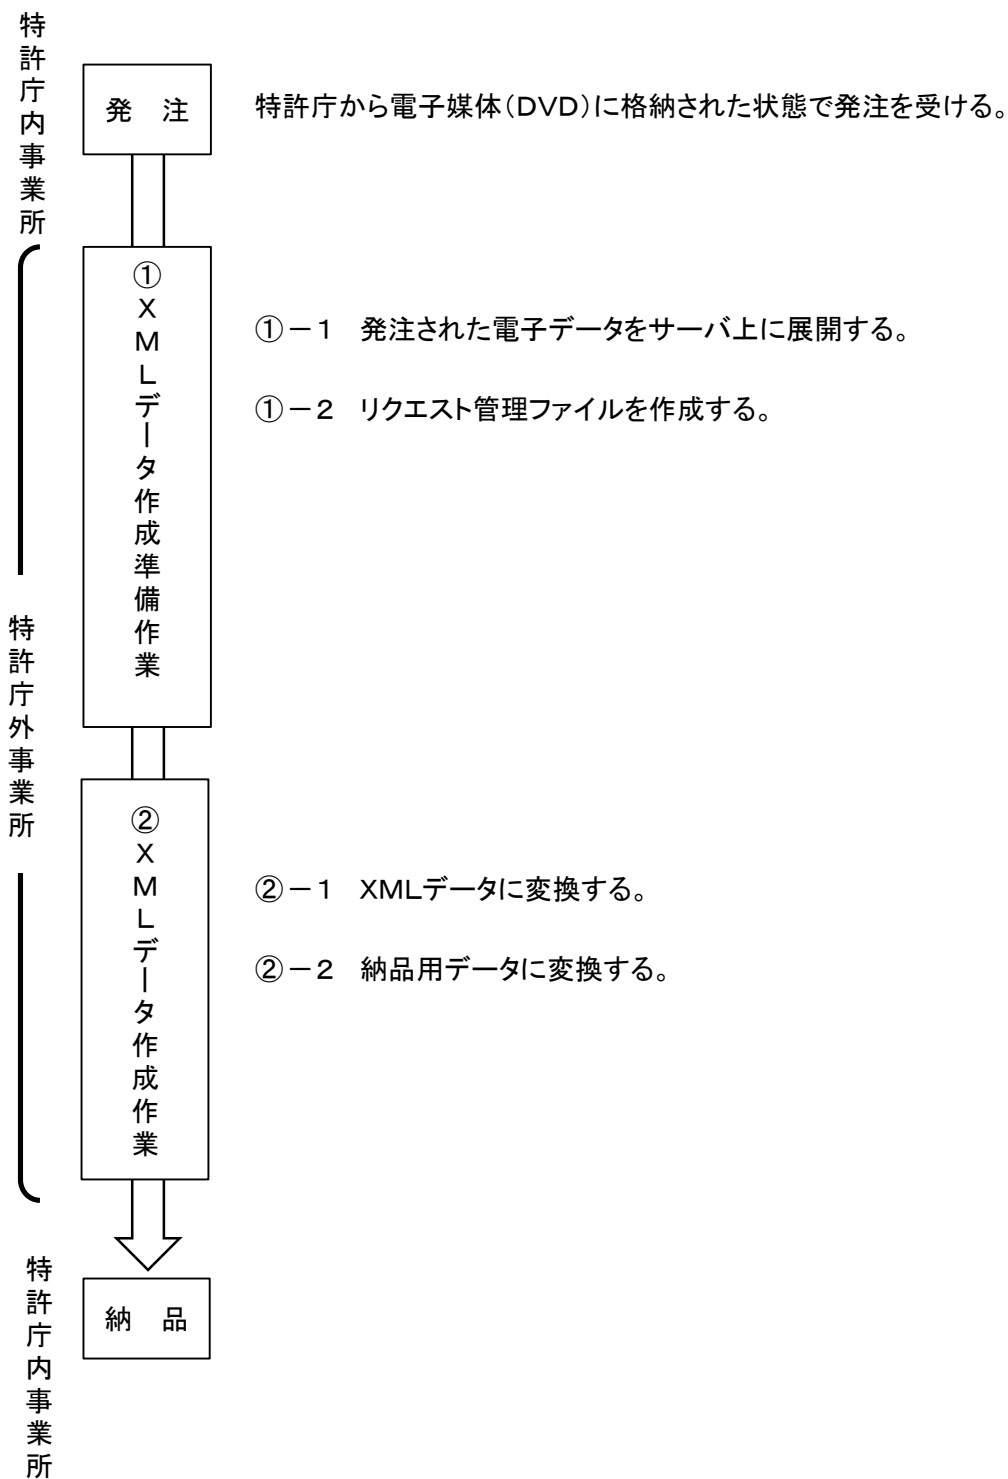 特許庁内事業所
発　注
特許庁から電子媒体（DVD）に格納された状態で発注を受ける。
①XMLデータ作成準備作業
①－1　発注された電子データをサーバ上に展開する。
①－2　リクエスト管理ファイルを作成する。
特許庁外事業所
②XMLデータ作成作業
②－1　XMLデータに変換する。
②－2　納品用データに変換する。
特許庁内事業所
納　品